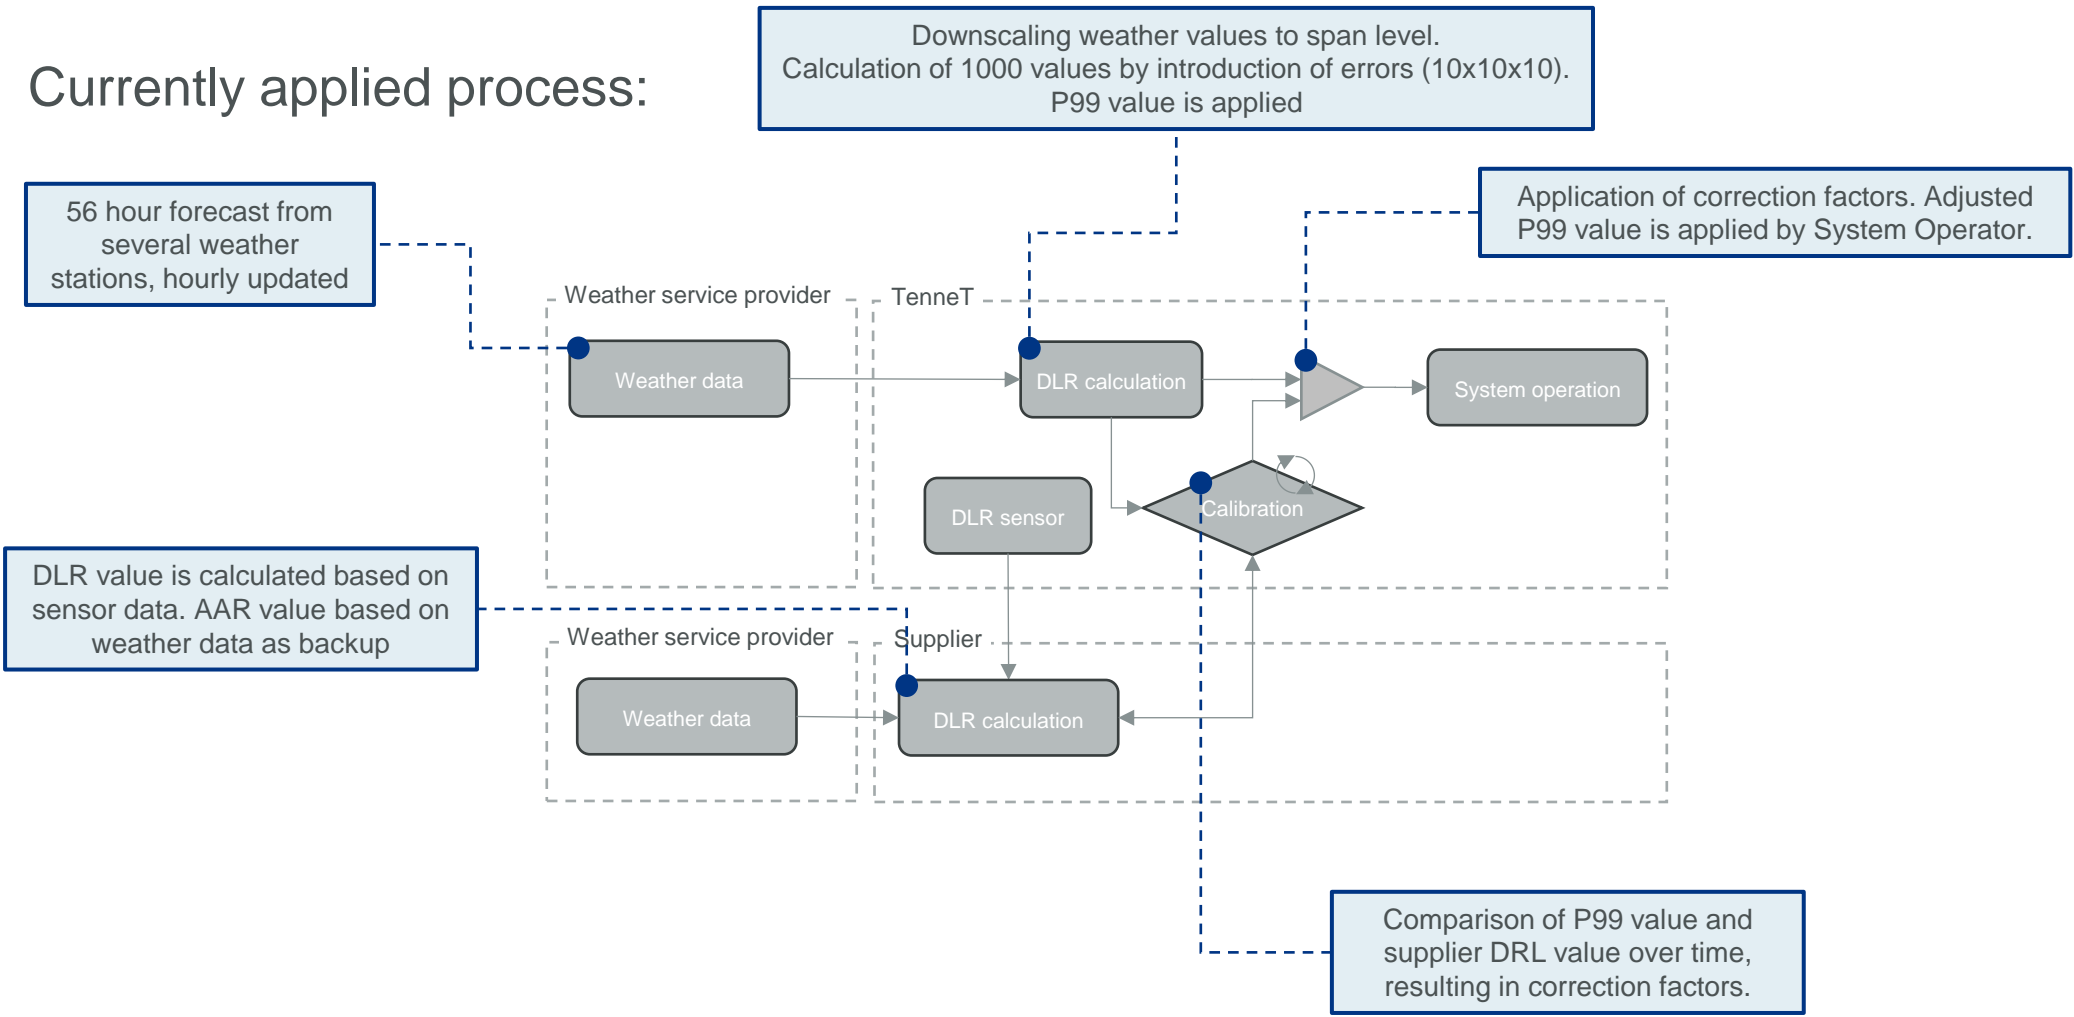 Currently applied process:
Downscaling weather values to span level.
Calculation of 1000 values by introduction of errors (10x10x10).
P99 value is applied
56 hour forecast from
several weather
stations, hourly updated
Application of correction factors. Adjusted
P99 value is applied by System Operator.
Weather service provider
TenneT
Weather data
DLR calculation
System operation
DLR sensor
Calibration
DLR value is calculated based on
sensor data. AAR value based on
weather data as backup
Weather service provider
Supplier
Weather data
DLR calculation
Comparison of P99 value and
supplier DRL value over time,
resulting in correction factors.